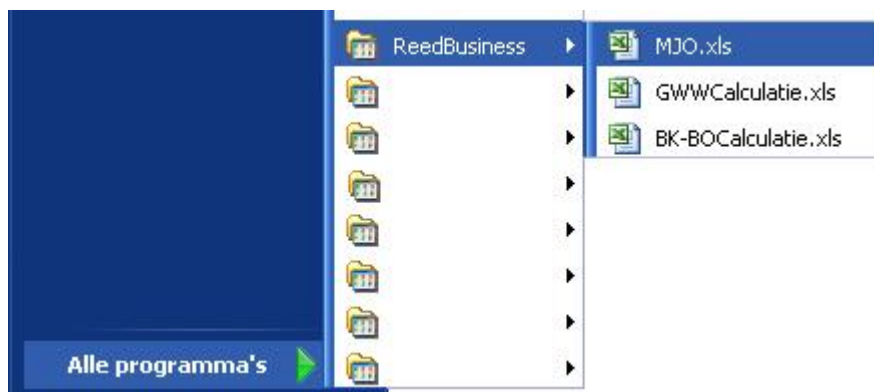 ReedBusiness
MJO.xls
GWWCalculatie.xls
BK-BOCalculatie.xls
Alle programma's